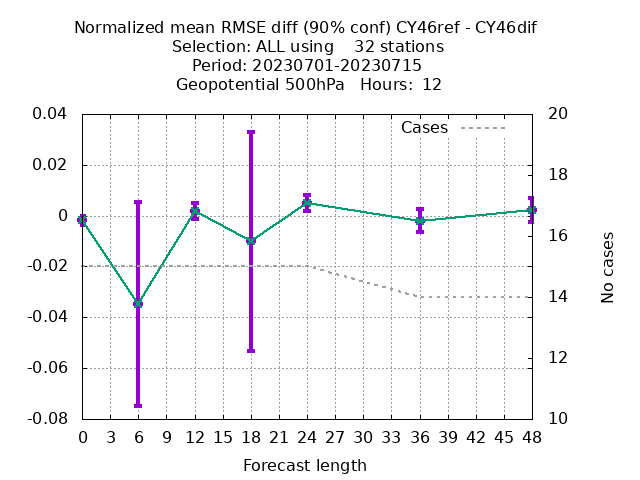 Normalized mean RMSE diff (90% conf) CY46ref - CY46dif
Selection: ALL using    32 stations
Period: 20230701-20230715
Geopotential 500hPa   Hours:  12
Cases
0.04
0.02
0
-0.02
-0.04
-0.06
-0.08
20
18
16
14
12
10
No cases
0 3 6 9 12 15 18 21 24 27 30 33 36 39 42 45 48
Forecast length